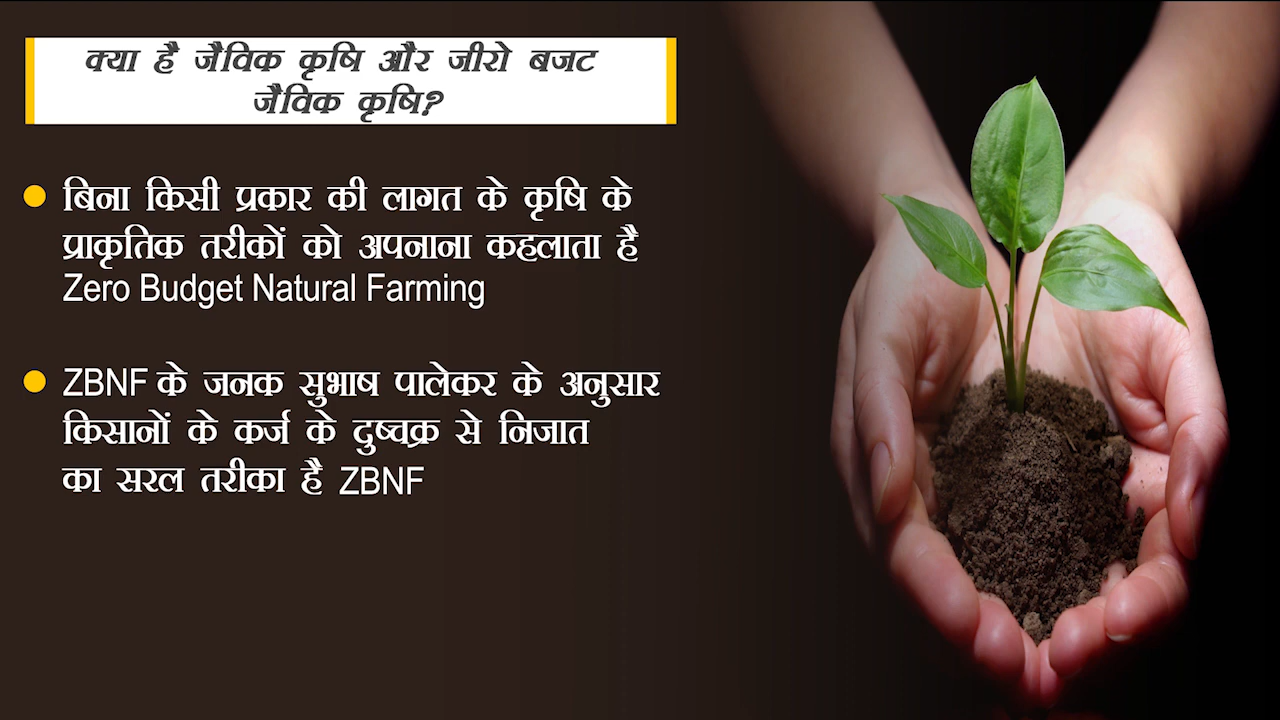 क्या है जैविक कृषि और जीरो बजट
जैविक कृषि?
बिना किसी प्रकार की लागत के कृषि के
प्राकृतिक तरीकों को अपनाना कहलाता है
Zero Budget Natural Farming
ZBNF के जनक सुभाष पालेकर के अनुसार
किसानों के कर्ज के दुष्चक्र से निजात
का सरल तरीका है ZBNF